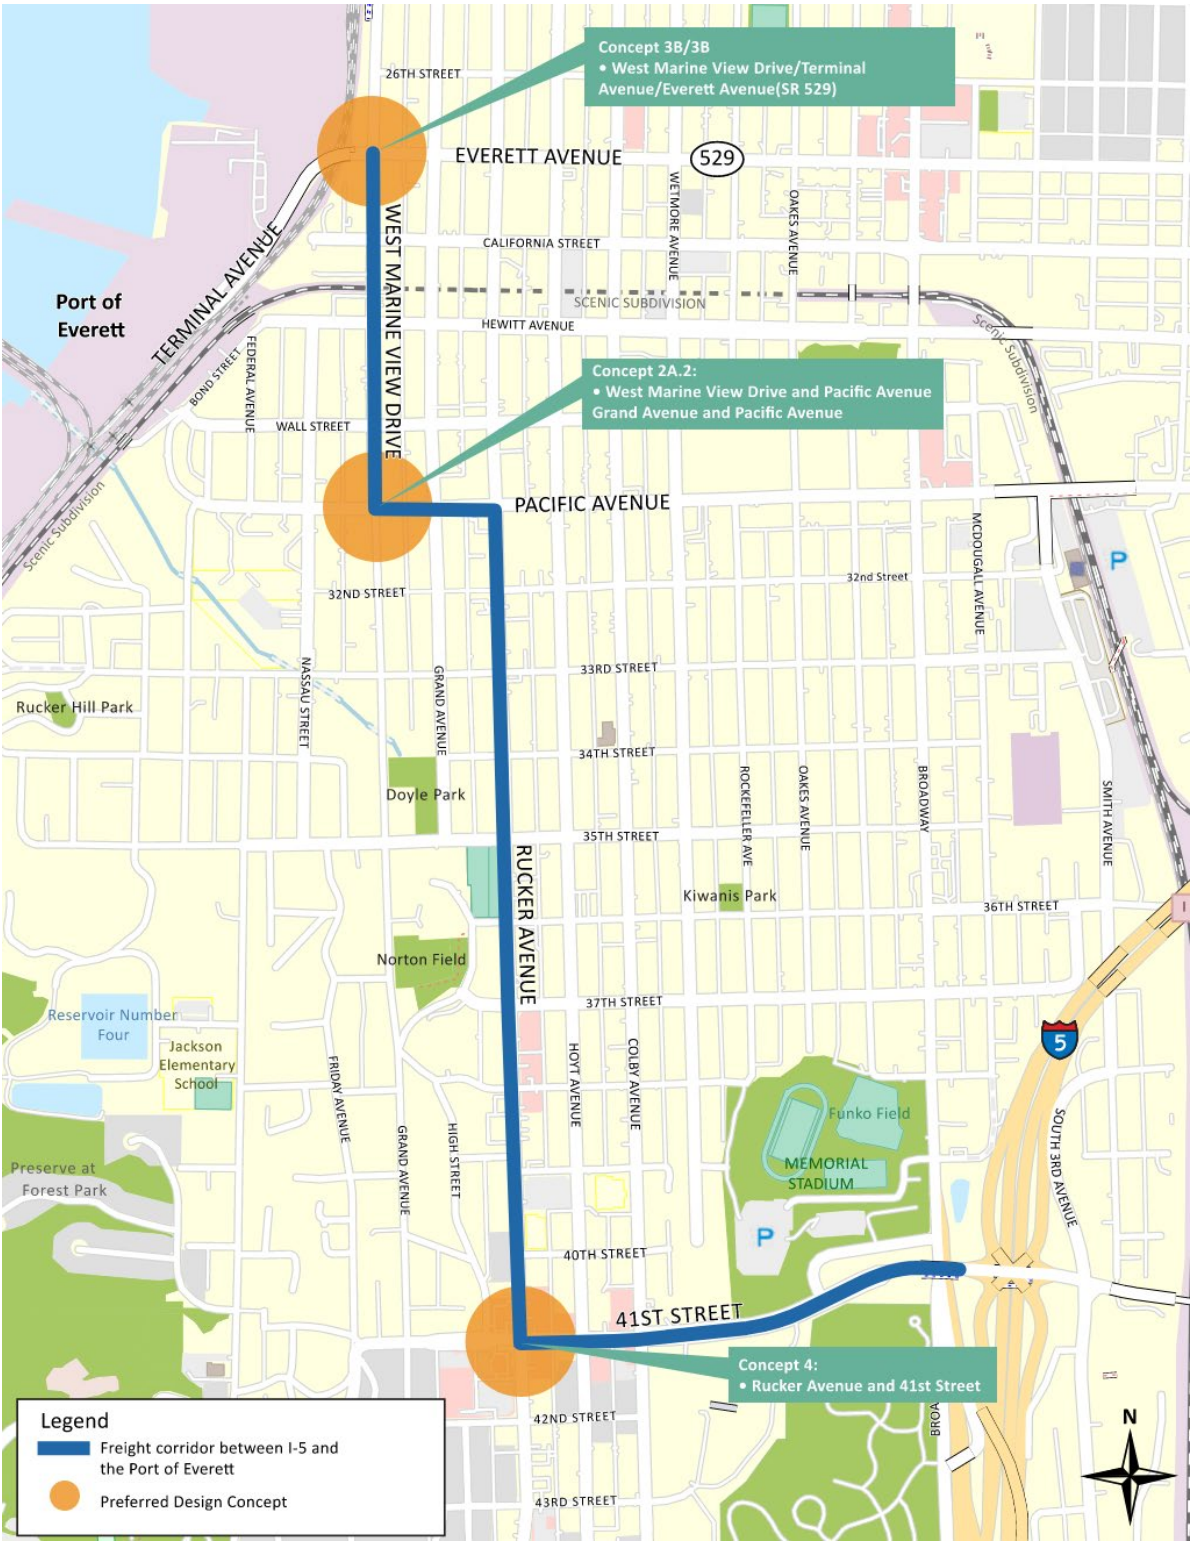 Concept 3B/3B
• West Marine View Drive/Terminal
Avenue/Everett Avenue(SR 529)
26TH STREET
EVERETT AVENUE
529
WETMORE AVENUE
OAKES AVENUE
WEST MARINE VIEW DRIVE
CALIFORNIA STREET
TERMINAL AVENUE
Port of
Everett
SCENIC SUBDIVISION
HEWITT AVENUE
Scenic Subdivision
BOND STREET
FEDERAL AVENUE
Concept 2A.2:
• West Marine View Drive and Pacific Avenue
Grand Avenue and Pacific Avenue
WALL STREET
PACIFIC AVENUE
Scenic Subdivision
MCDOUGALL AVENUE
P
32ND STREET
32nd Street
33RD STREET
NASSAU STREET
GRAND AVENUE
Rucker Hill Park
34TH STREET
Doyle Park
ROCKEFELLER AVE
OAKES AVENUE
BROADWAY
SMITH AVENUE
35TH STREET
RUCKER AVENUE
Kiwanis Park
36TH STREET
I
Norton Field
37TH STREET
Reservoir Number
Four
5
Jackson
Elementary
School
FRIDAY AVENUE
HOYT AVENUE
COLBY AVENUE
Funko Field
GRAND AVENUE
HIGH STREET
SOUTH 3RD AVENUE
MEMORIAL
STADIUM
Preserve at
Forest Park
P
40TH STREET
41ST STREET
Concept 4:
• Rucker Avenue and 41st Street
42ND STREET
BROA
43RD STREET
N
Legend
Freight corridor between I-5 and
the Port of Everett
Preferred Design Concept